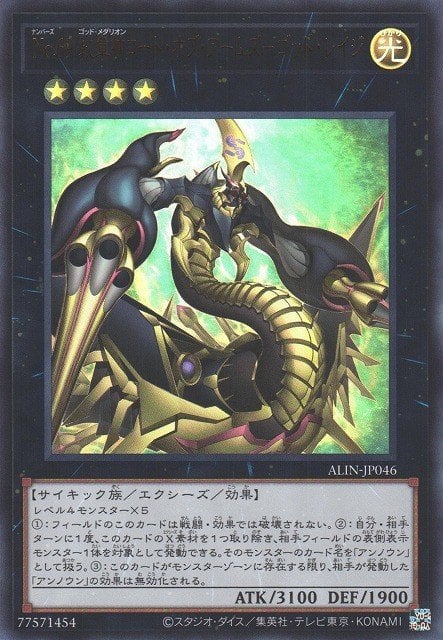 ナンバーズ ゴッド・メダリオン
光
ALIN-JP046
【サイキック族/エクシーズ/効果】
レベル4モンスター×5
①:フィールドのこのカードは戦闘・効果では破壊されない。②:自分・相手
ターンに1度、このカードのX素材を1つ取り除き、相手フィールドの表側表示
モンスター1体を対象として発動できる。そのモンスターのカード名を「アンノウン」
として扱う。③:このカードがモンスターゾーンに存在する限り、相手が発動した
「アンノウン」の効果は無効化される。
ATK/3100 DEF/1900
77571454
©スタジオ・ダイス/集英社・テレビ東京・KONAMI